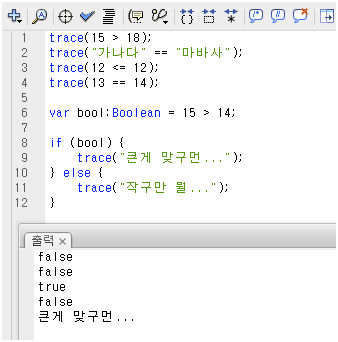 1 trace(15 > 18);
2 trace("가나다" == "마바사");
3 trace(12 <= 12);
4 trace(13 == 14);
5
6 var bool:Boolean = 15 > 14;
7
8 if (bool) {
9 trace("큰게 맞구먼...");
10 } else {
11 trace("작구만 뭘...");
12 }
출력 ×
false
false
true
false
큰게 맞구먼...